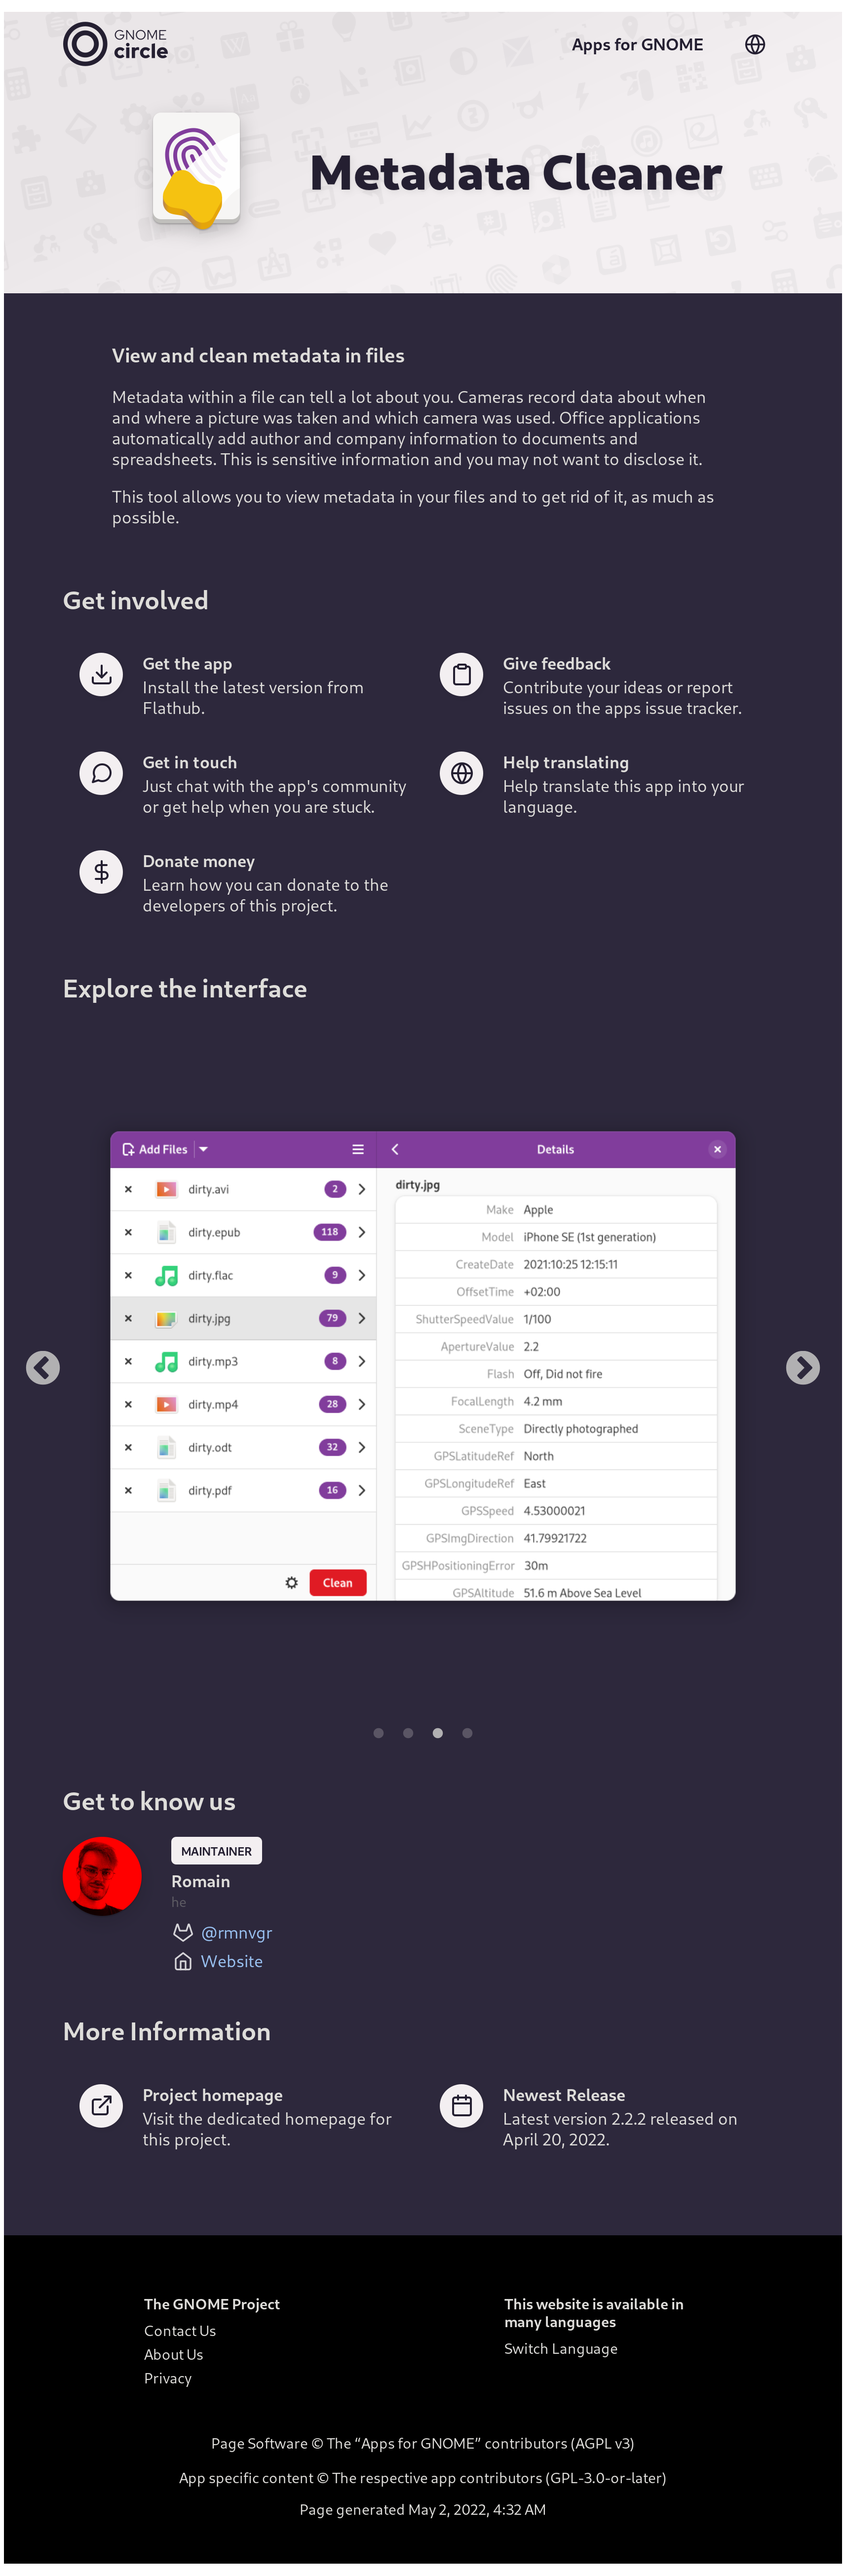 GNOME
circle
Apps for GNOME
Metadata Cleaner
View and clean metadata in files
Metadata within a file can tell a lot about you. Cameras record data about when
and where a picture was taken and which camera was used. Office applications
automatically add author and company information to documents and
spreadsheets. This is sensitive information and you may not want to disclose it.
This tool allows you to view metadata in your files and to get rid of it, as much as
possible.
Get involved
Get the app
Install the latest version from
Flathub.
Give feedback
Contribute your ideas or report
issues on the apps issue tracker.
Get in touch
Just chat with the app's community
or get help when you are stuck.
Help translating
Help translate this app into your
language.
Donate money
Learn how you can donate to the
developers of this project.
Explore the interface
Add Files
dirty.avi 2
dirty.epub 118
dirty.flac 9
dirty.jpg 79
dirty.mp3 8
dirty.mp4 28
dirty.odt 32
dirty.pdf 16
Clean
Details
dirty.jpg
Make Apple
Model iPhone SE (1st generation)
CreateDate 2021:10:25 12:15:11
OffsetTime +02:00
ShutterSpeedValue 1/100
ApertureValue 2.2
Flash Off, Did not fire
FocalLength 4.2 mm
SceneType Directly photographed
GPSLatitudeRef North
GPSLongitudeRef East
GPSSpeed 4.53000021
GPSImgDirection 41.79921722
GPSHPositioningError 30m
GPSAltitude 51.6 m Above Sea Level
Get to know us
MAINTAINER
Romain
he
@rmnvgr
Website
More Information
Project homepage
Visit the dedicated homepage for
this project.
Newest Release
Latest version 2.2.2 released on
April 20, 2022.
The GNOME Project
Contact Us
About Us
Privacy
This website is available in
many languages
Switch Language
Page Software © The “Apps for GNOME” contributors (AGPL v3)
App specific content © The respective app contributors (GPL-3.0-or-later)
Page generated May 2, 2022, 4:32 AM